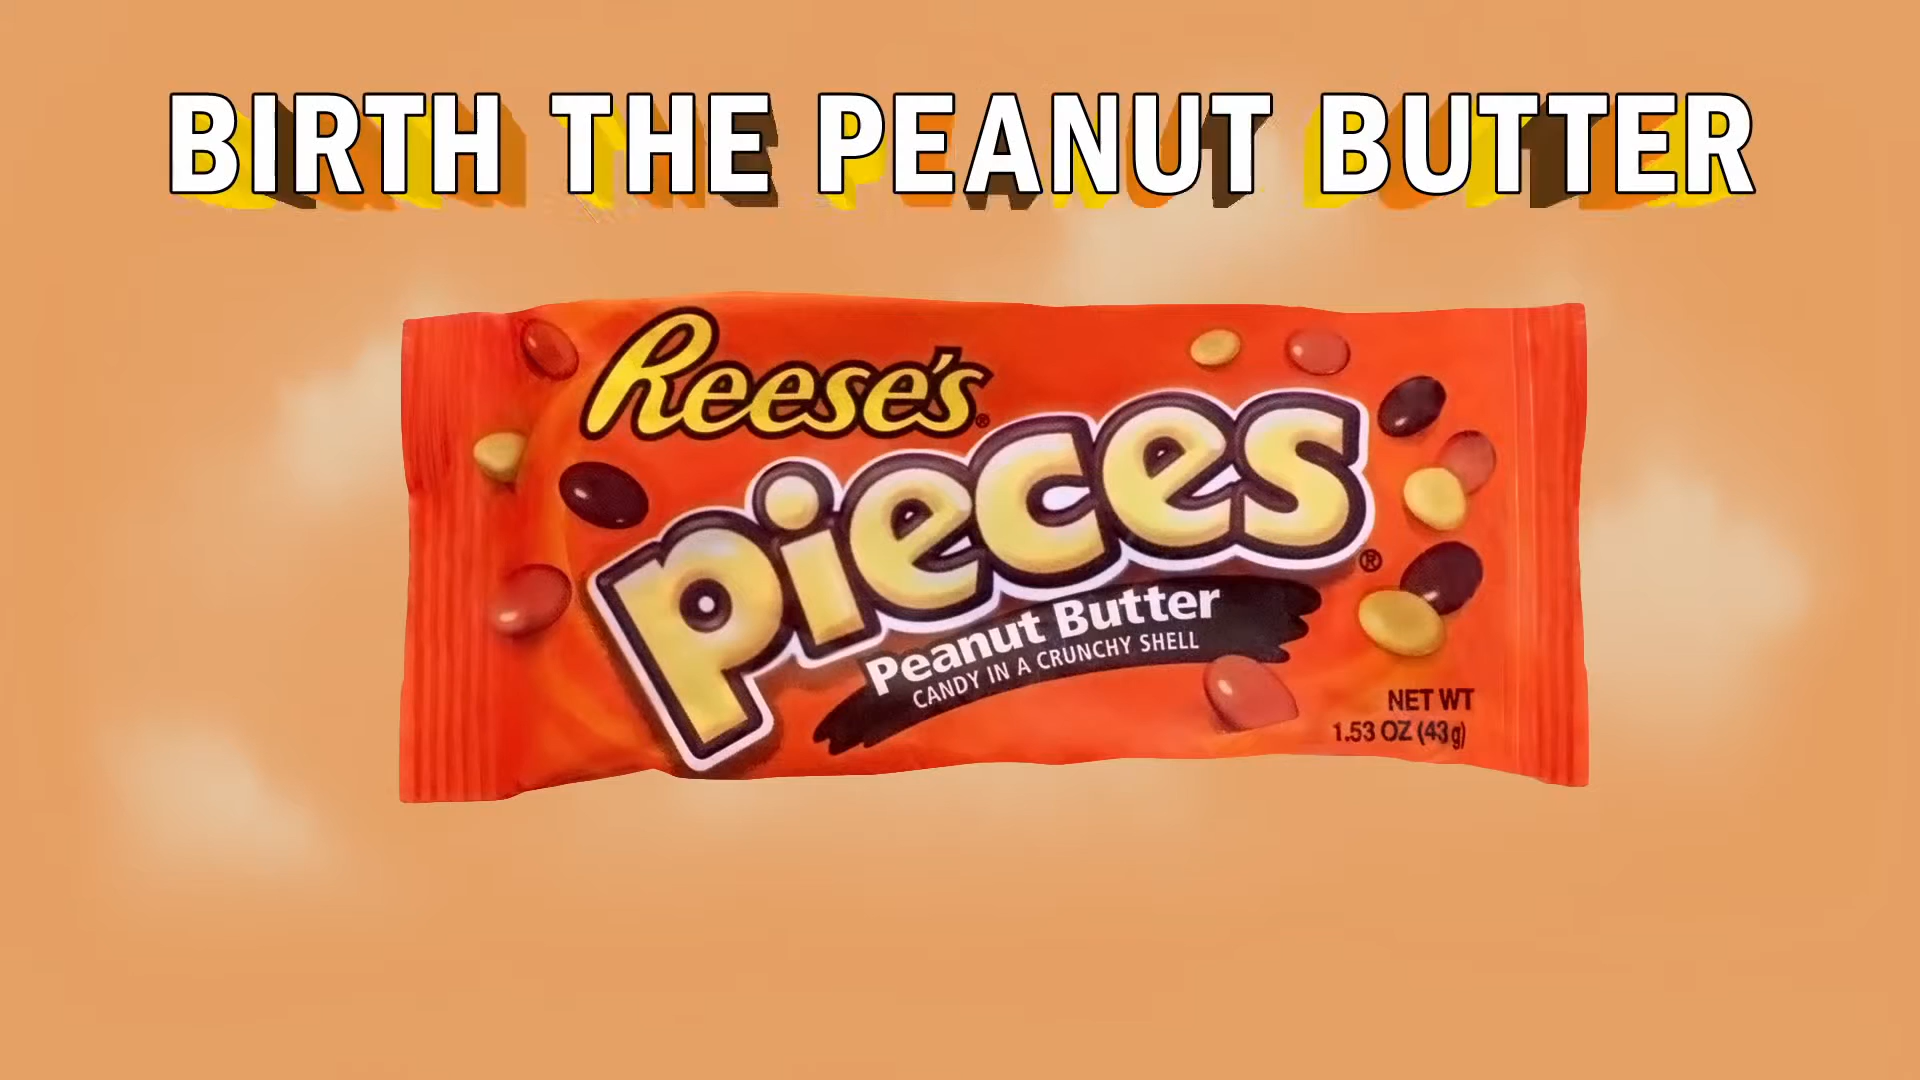 BIRTH THE PEANUT BUTTER
Reese's®
pieces®
Peanut Butter
CANDY IN A CRUNCHY SHELL
NET WT
1.53 OZ (43g)